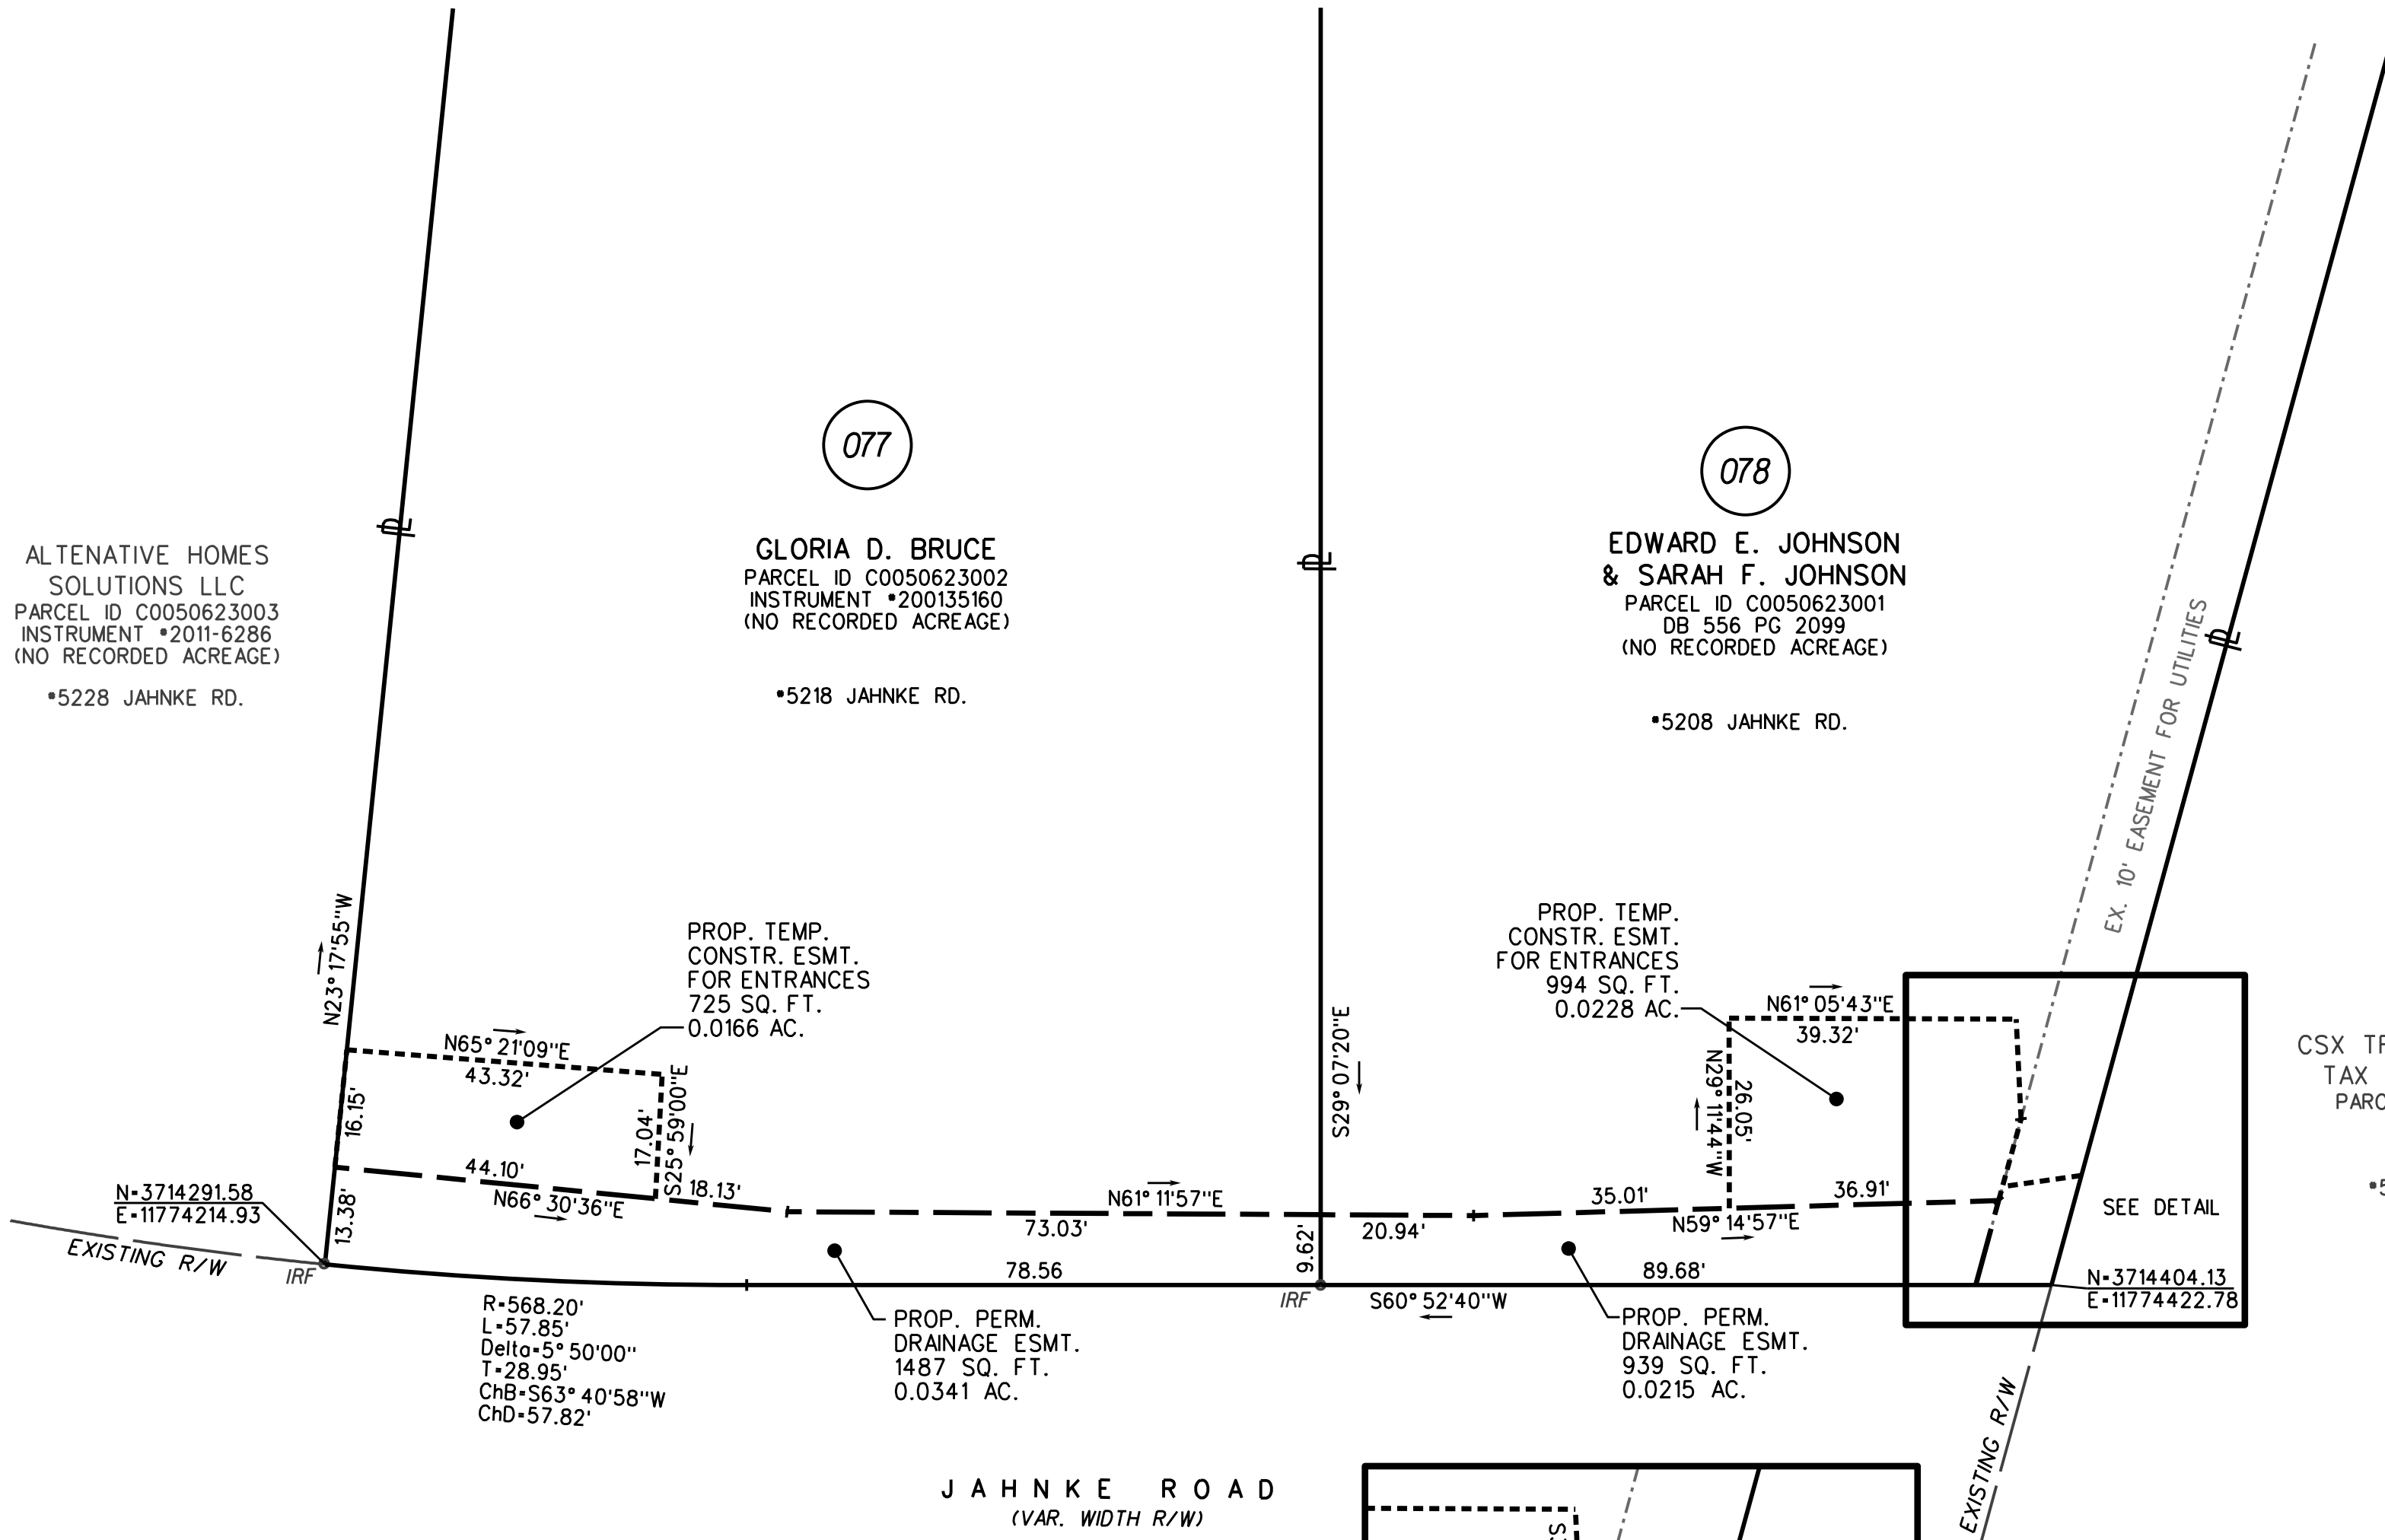 077
078
ALTENATIVE HOMES
SOLUTIONS LLC
PARCEL ID C0050623003
INSTRUMENT #2011-6286
(NO RECORDED ACREAGE)
#5228 JAHNKE RD.
GLORIA D. BRUCE
PARCEL ID C0050623002
INSTRUMENT #200135160
(NO RECORDED ACREAGE)
#5218 JAHNKE RD.
EDWARD E. JOHNSON
& SARAH F. JOHNSON
PARCEL ID C0050623001
DB 556 PG 2099
(NO RECORDED ACREAGE)
#5208 JAHNKE RD.
EX. 10' EASEMENT FOR UTILITIES
N23°17'55"W
PROP. TEMP.
CONSTR. ESMT.
FOR ENTRANCES
725 SQ. FT.
0.0166 AC.
N65°21'09"E
43.32'
16.15'
17.04'
S25°59'00"E
44.10'
N66°30'36"E
18.13'
13.38'
N=3714291.58
E=11774214.93
EXISTING R/W
IRF
R=568.20'
L=57.85'
Delta=5°50'00"
T=28.95'
ChB=S63°40'58"W
ChD=57.82'
N61°11'57"E
73.03'
78.56
PROP. PERM.
DRAINAGE ESMT.
1487 SQ. FT.
0.0341 AC.
S29°07'20"E
9.62'
IRF
20.94'
S60°52'40"W
PROP. TEMP.
CONSTR. ESMT.
FOR ENTRANCES
994 SQ. FT.
0.0228 AC.
N61°05'43"E
39.32'
N29°11'44"W
26.05'
35.01'
36.91'
N59°14'57"E
89.68'
PROP. PERM.
DRAINAGE ESMT.
939 SQ. FT.
0.0215 AC.
SEE DETAIL
N=3714404.13
E=11774422.78
EXISTING R/W
CSX
TAX
PARC
JAHNKE ROAD
(VAR. WIDTH R/W)